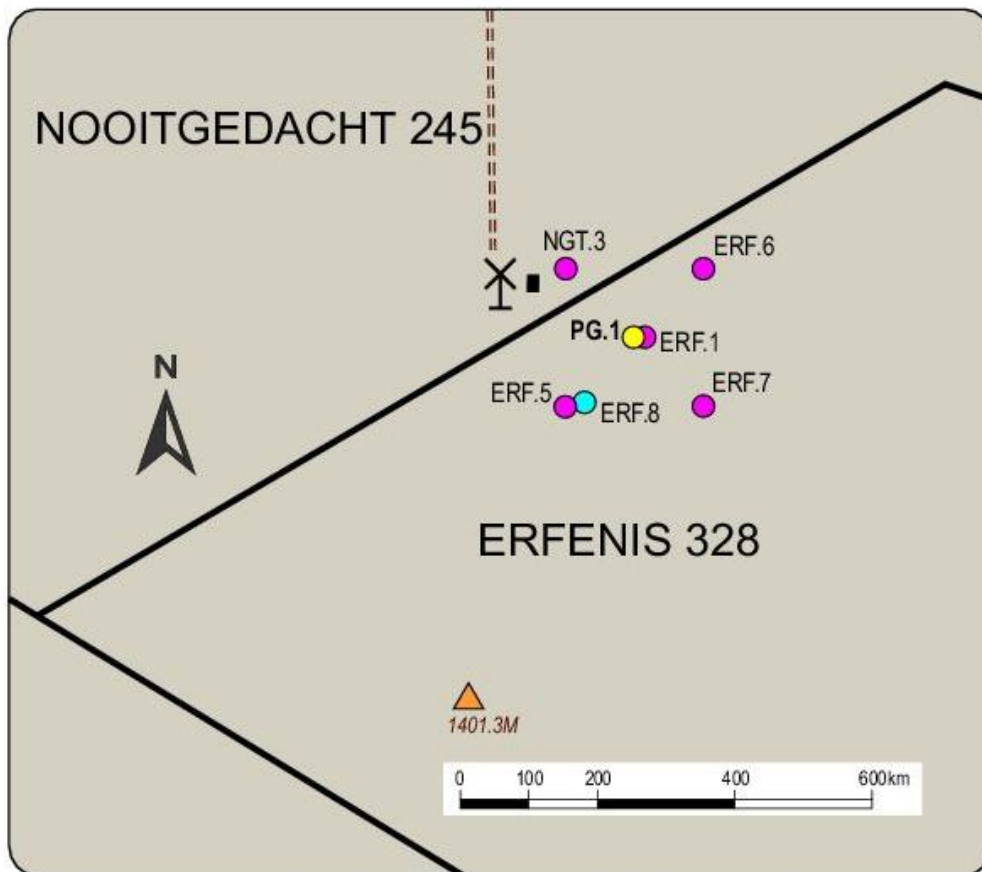 NOOITGEDACHT 245
NGT.3
ERF.6
PG.1
ERF.1
N
ERF.5
ERF.8
ERF.7
ERFENIS 328
1401.3M
0 100 200 400 600km